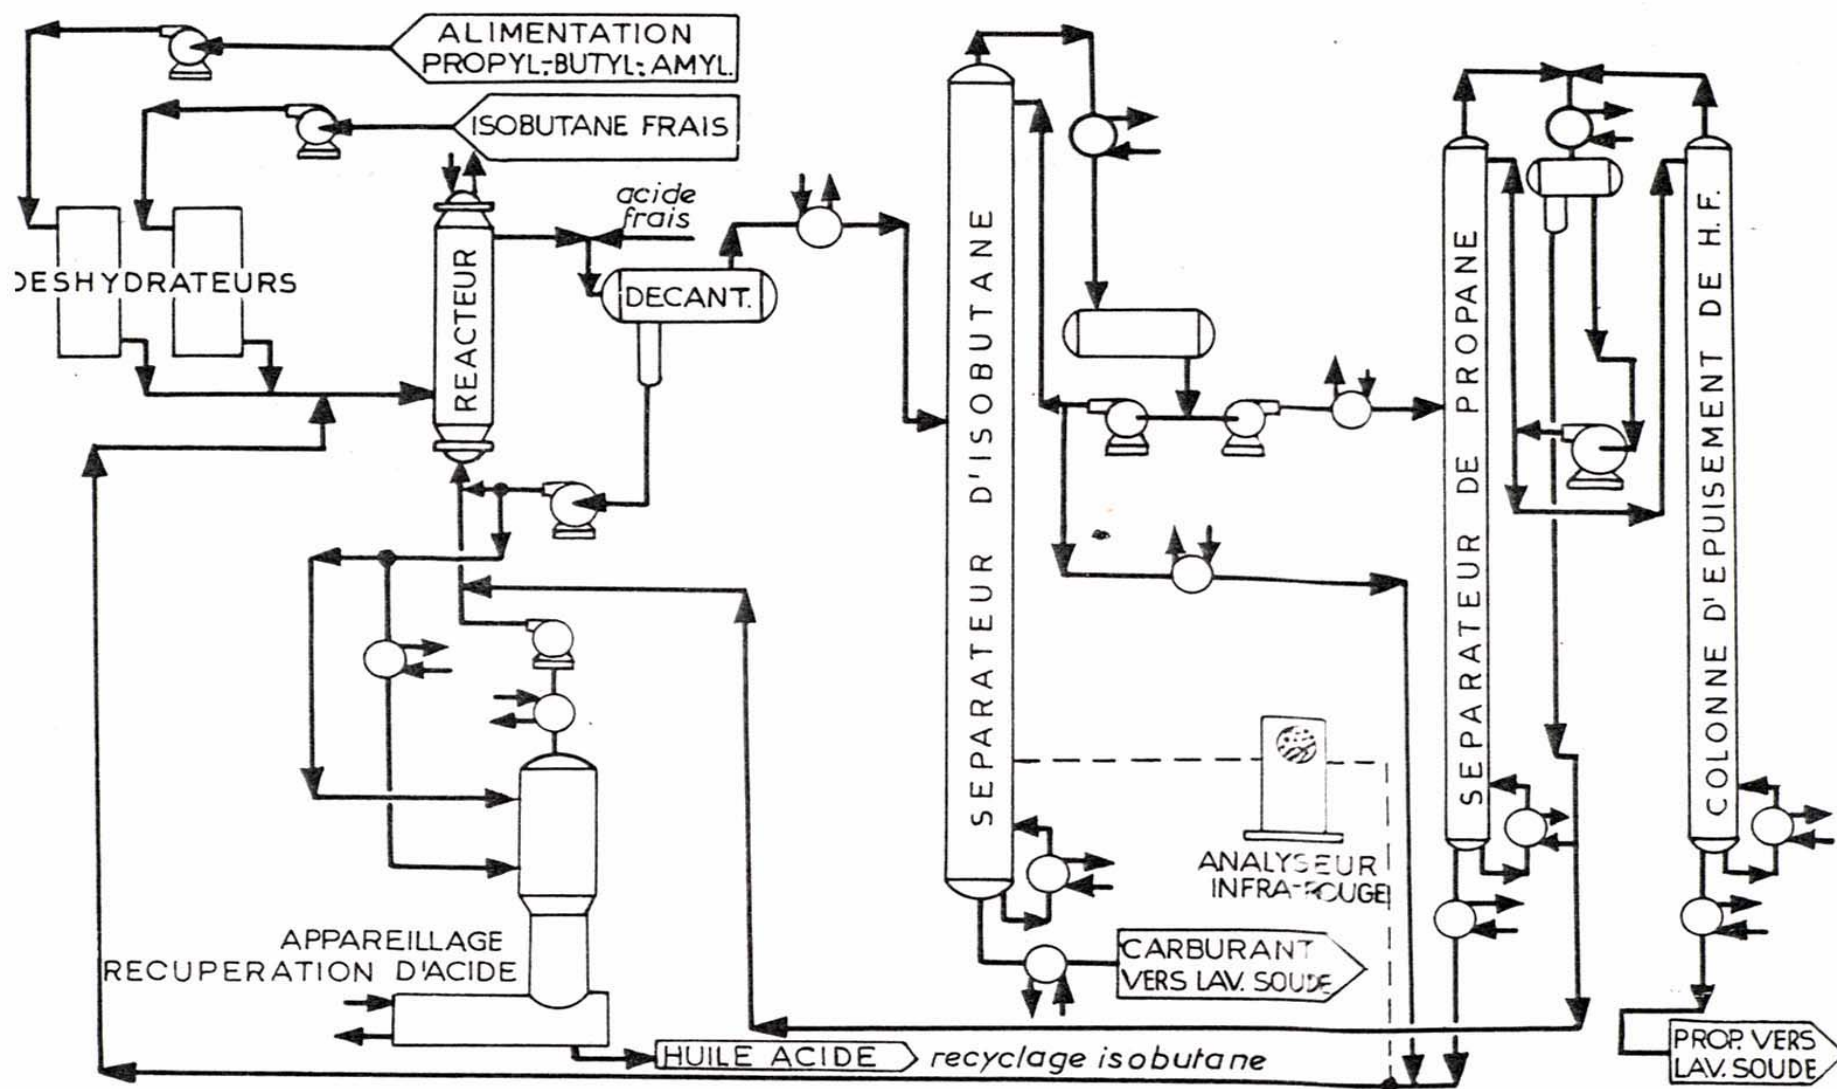 ALIMENTATION
PROPYL-BUTYL-AMYL.
ISOBUTANE FRAIS
acide
frais
DESHYDRATEURS
REACTEUR
DECANT.
SEPARATEUR D'ISOBUTANE
SEPARATEUR DE PROPANE
COLONNE D'EPUISEMENT DE H.F.
ANALYSEUR
INFRA-ROUGE
APPAREILLAGE
RECUPERATION D'ACIDE
CARBURANT
VERS LAV. SOUDE
HUILE ACIDE
recyclage isobutane
PROP. VERS
LAV. SOUDE